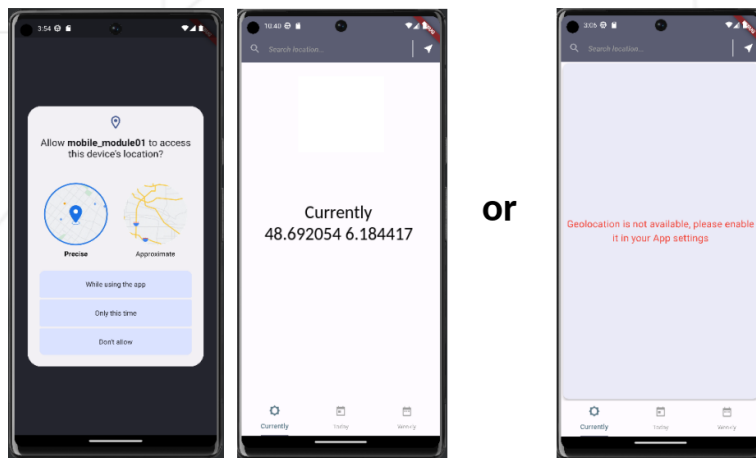 3:54
Allow mobile_module01 to access
this device's location?
Precise
Approximate
While using the app
Only this time
Don't allow
10:40
Search location...
Currently
48.692054 6.184417
Currently
Today
Weekly
or
3:05
Search location...
Geolocation is not available, please enable
it in your App settings
Currently
Today
Weekly